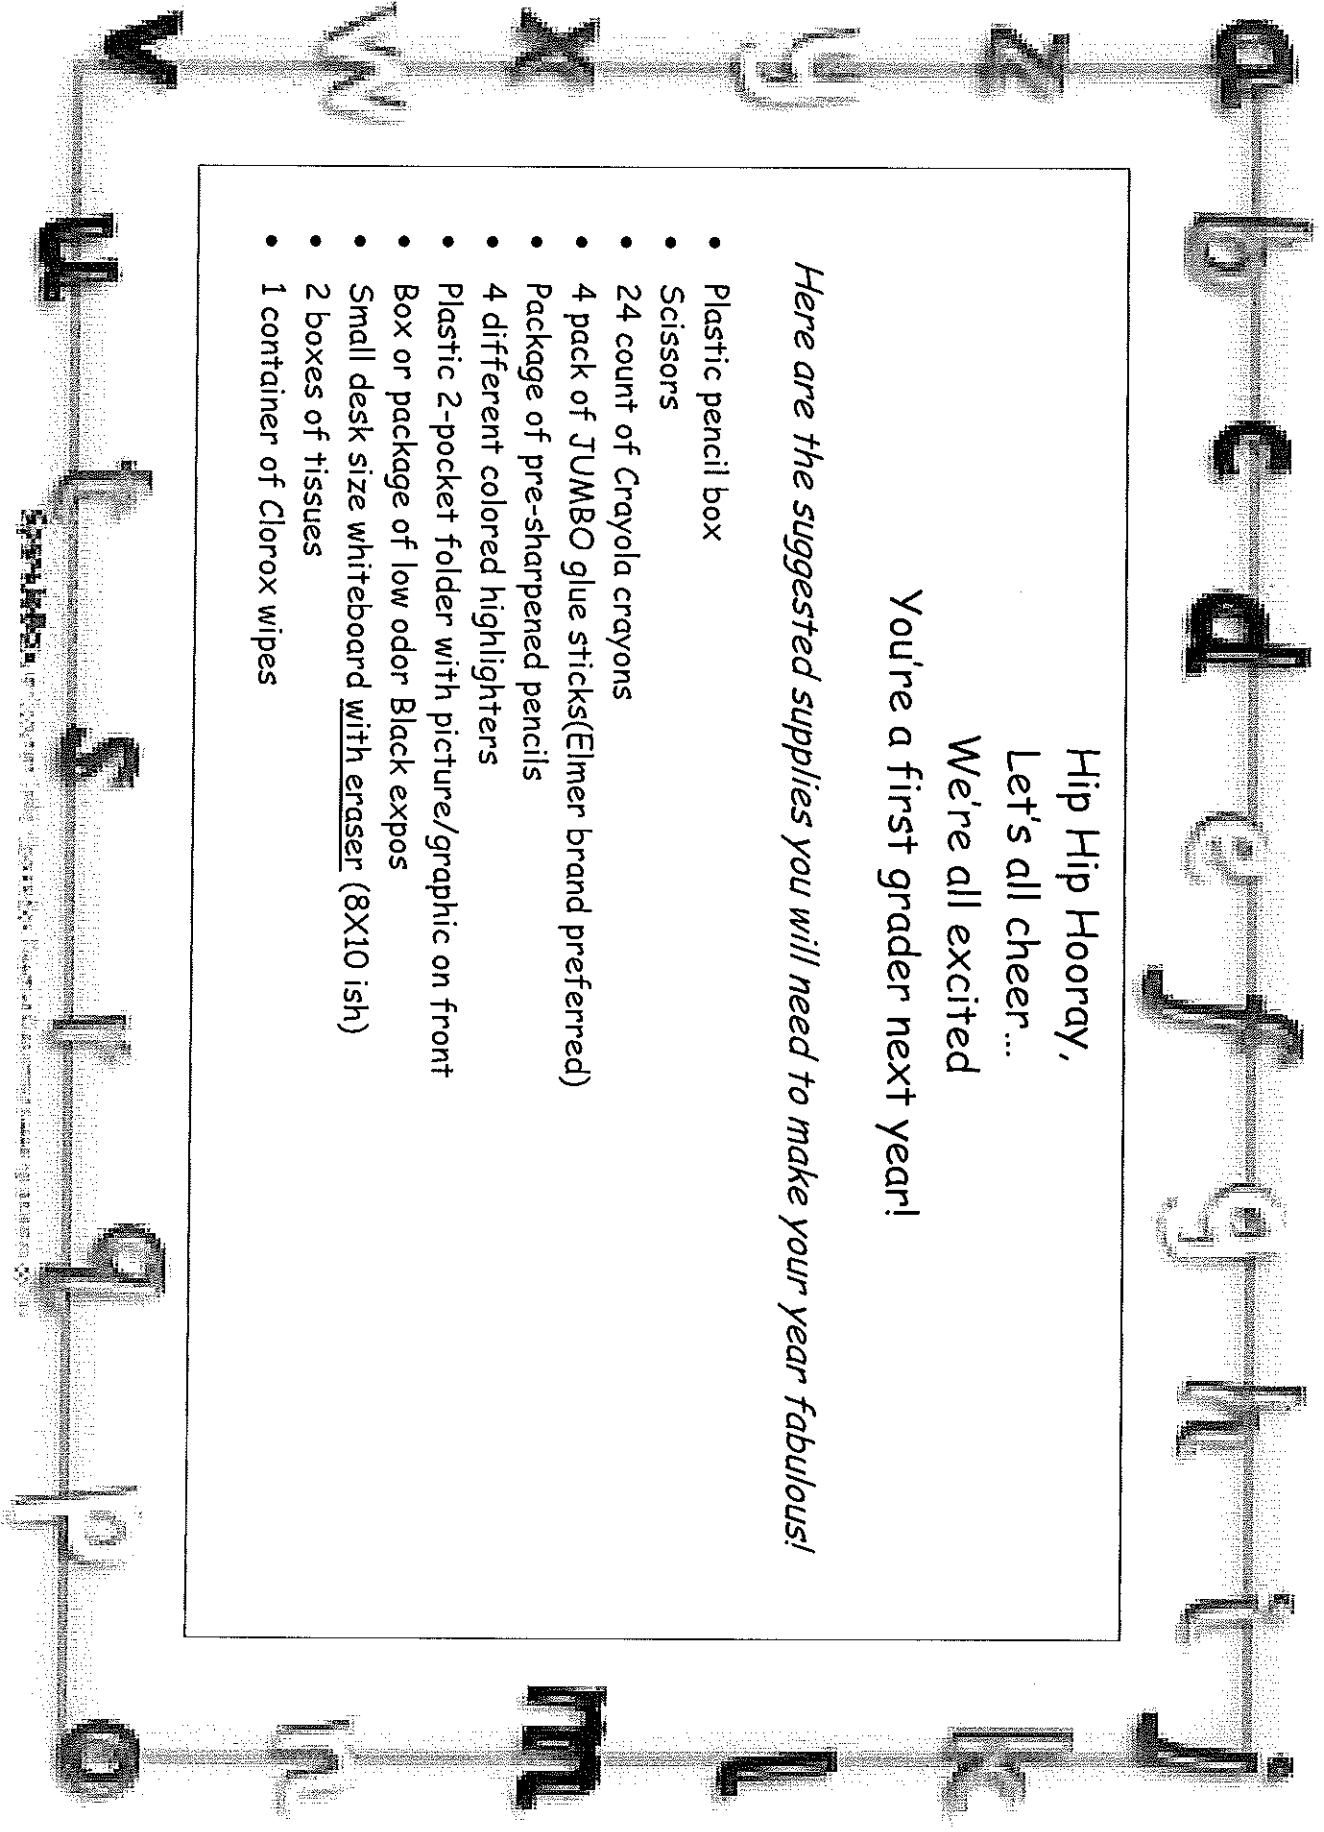 Hip Hip Hooray,
Let's all cheer...
We're all excited
You're a first grader next year!
Here are the suggested supplies you will need to make your year fabulous!
• Plastic pencil box
• Scissors
• 24 count of Crayola crayons
• 4 pack of JUMBO glue sticks(Elmer brand preferred)
• Package of pre-sharpened pencils
• 4 different colored highlighters
• Plastic 2-pocket folder with picture/graphic on front
• Box or package of low odor Black expos
• Small desk size whiteboard with eraser (8X10 ish)
• 2 boxes of tissues
• 1 container of Clorox wipes
a b c d e f g h i j
k l m n o
p q r s t u v
w x y z